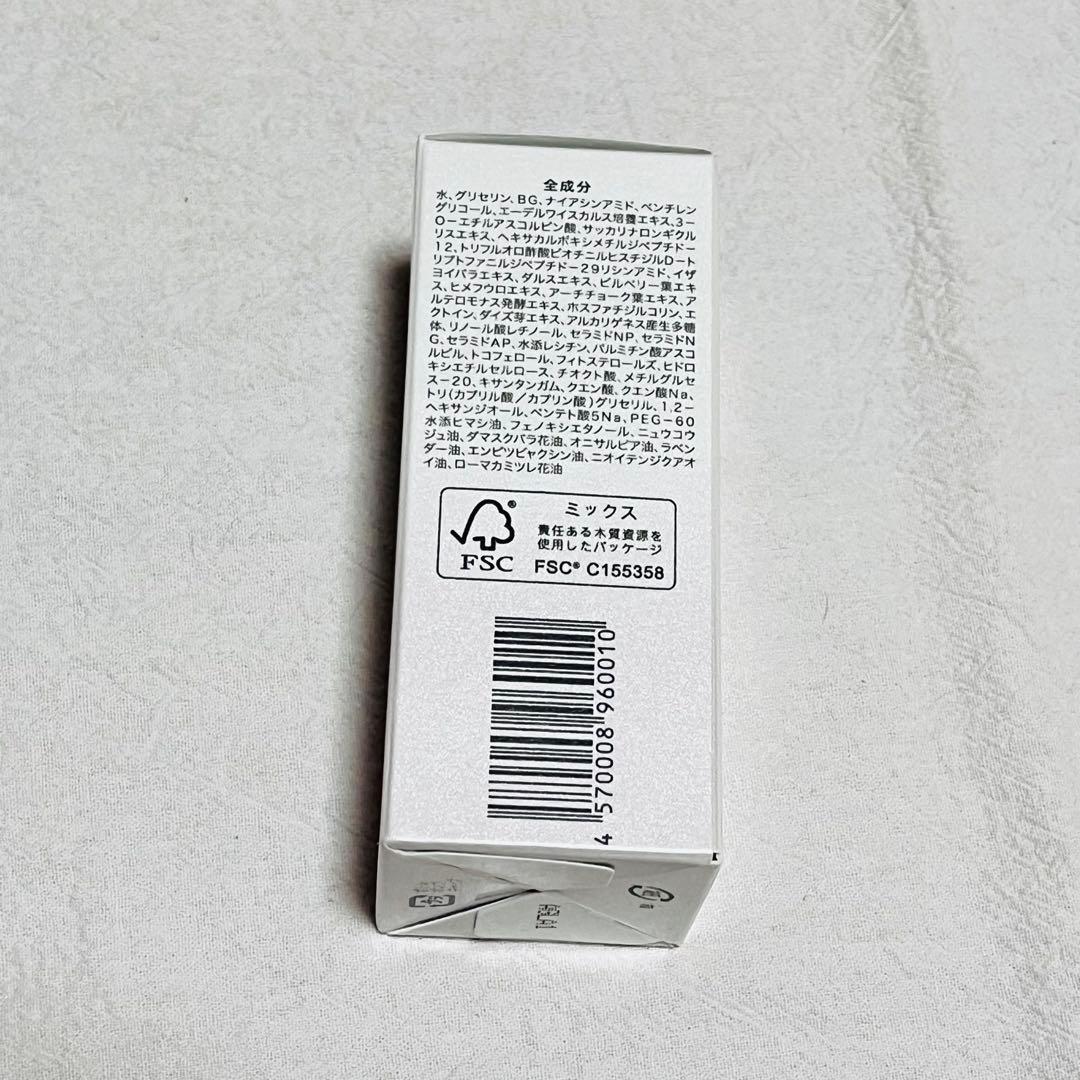 全成分
水、グリセリン、BG、ナイアシンアミド、ペンチレン
グリコール、エーデルワイスカルス培養エキス、3-
O-エチルアスコルビン酸、サッカリナロンギクル
リスエキス、ヘキサカルボキシメチルジペプチド-
12、トリフルオロ酢酸ビオチニルヒスチジルD-ト
リプトファニルジペプチド-29リシンアミド、イザ
ヨイバラエキス、ダルスエキス、ビルベリー葉エキ
ス、ヒメフウロエキス、アーチチョーク葉エキス、ア
ルテロモナス発酵エキス、ホスファチジルコリン、エ
クトイン、ダイズ芽エキス、アルカリゲネス産生多糖
体、リノール酸レチノール、セラミドNP、セラミドN
G、セラミドAP、水添レシチン、パルミチン酸アスコ
ルビル、トコフェロール、フィトステロールズ、ヒドロ
キシエチルセルロース、チオクト酸、メチルグルセ
ス-20、キサンタンガム、クエン酸、クエン酸Na、
トリ(カプリル酸/カプリン酸)グリセリル、1,2-
ヘキサンジオール、ペンテト酸5Na、PEG-60
水添ヒマシ油、フェノキシエタノール、ニュウコウ
ジュ油、ダマスクバラ花油、オニサルビア油、ラベン
ダー油、エンピツビャクシン油、ニオイテンジクアオ
イ油、ローマカミツレ花油
FSC
ミックス
責任ある木質資源を
使用したパッケージ
FSC® C155358
4 570008 960010